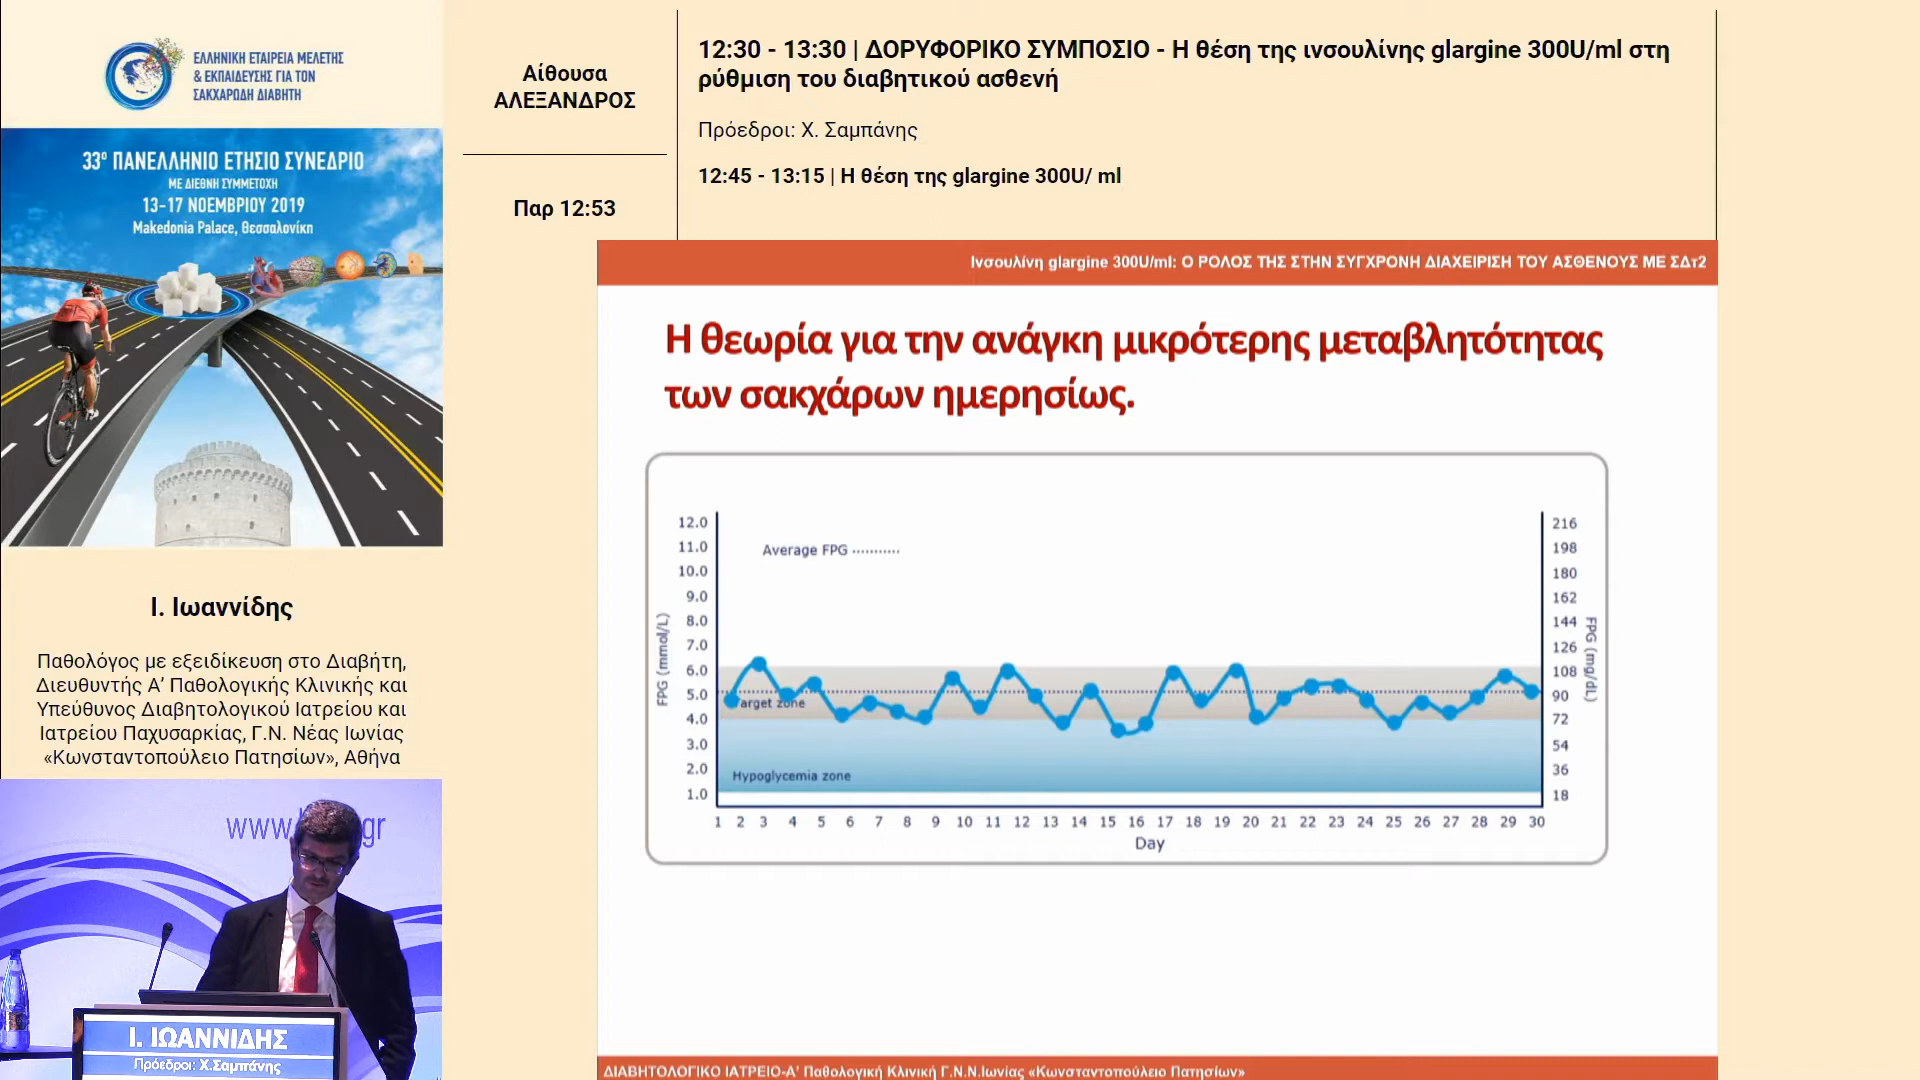 ΕΛΛΗΝΙΚΗ ΕΤΑΙΡΕΙΑ ΜΕΛΕΤΗΣ
& ΕΚΠΑΙΔΕΥΣΗΣ ΓΙΑ ΤΟΝ
ΣΑΚΧΑΡΩΔΗ ΔΙΑΒΗΤΗ
33ο ΠΑΝΕΛΛΗΝΙΟ ΕΤΗΣΙΟ ΣΥΝΕΔΡΙΟ
ΜΕ ΔΙΕΘΝΗ ΣΥΜΜΕΤΟΧΗ
13-17 ΝΟΕΜΒΡΙΟΥ 2019
Makedonia Palace, Θεσσαλονίκη
Αίθουσα
ΑΛΕΞΑΝΔΡΟΣ
Παρ 12:53
12:30 - 13:30 | ΔΟΡΥΦΟΡΙΚΟ ΣΥΜΠΟΣΙΟ - Η θέση της ινσουλίνης glargine 300U/ml στη
ρύθμιση του διαβητικού ασθενή
Πρόεδροι: Χ. Σαμπάνης
12:45 - 13:15 | Η θέση της glargine 300U/ ml
Ι. Ιωαννίδης
Παθολόγος με εξειδίκευση στο Διαβήτη,
Διευθυντής Α’ Παθολογικής Κλινικής και
Υπεύθυνος Διαβητολογικού Ιατρείου και
Ιατρείου Παχυσαρκίας, Γ.Ν. Νέας Ιωνίας
«Κωνσταντοπούλειο Πατησίων», Αθήνα
www.
gr
Ι. ΙΩΑΝΝΙΔΗΣ
Πρόεδροι: Χ.Σαμπάνης
Ινσουλίνη glargine 300U/ml: Ο ΡΟΛΟΣ ΤΗΣ ΣΤΗΝ ΣΥΓΧΡΟΝΗ ΔΙΑΧΕΙΡΙΣΗ ΤΟΥ ΑΣΘΕΝΟΥΣ ΜΕ ΣΔτ2
Η θεωρία για την ανάγκη μικρότερης μεταβλητότητας
των σακχάρων ημερησίως.
Average FPG
FPG (mmol/L)
12.0
11.0
10.0
9.0
8.0
7.0
6.0
5.0
4.0
3.0
2.0
1.0
Target zone
Hypoglycemia zone
216
198
180
162
144
126
108
90
72
54
36
18
FPG (mg/dL)
1 2 3 4 5 6 7 8 9 10 11 12 13 14 15 16 17 18 19 20 21 22 23 24 25 26 27 28 29 30
Day
ΔΙΑΒΗΤΟΛΟΓΙΚΟ ΙΑΤΡΕΙΟ-Α’ Παθολογική Κλινική Γ.Ν.Ν.Ιωνίας «Κωνσταντοπούλειο Πατησίων»